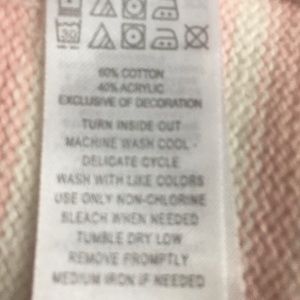 30
60% COTTON
40% ACRYLIC
EXCLUSIVE OF DECORATION
TURN INSIDE OUT
MACHINE WASH COOL -
DELICATE CYCLE
WASH WITH LIKE COLORS
USE ONLY NON-CHLORINE
BLEACH WHEN NEEDED
TUMBLE DRY LOW
REMOVE PROMPTLY
MEDIUM IRON IF NEEDED